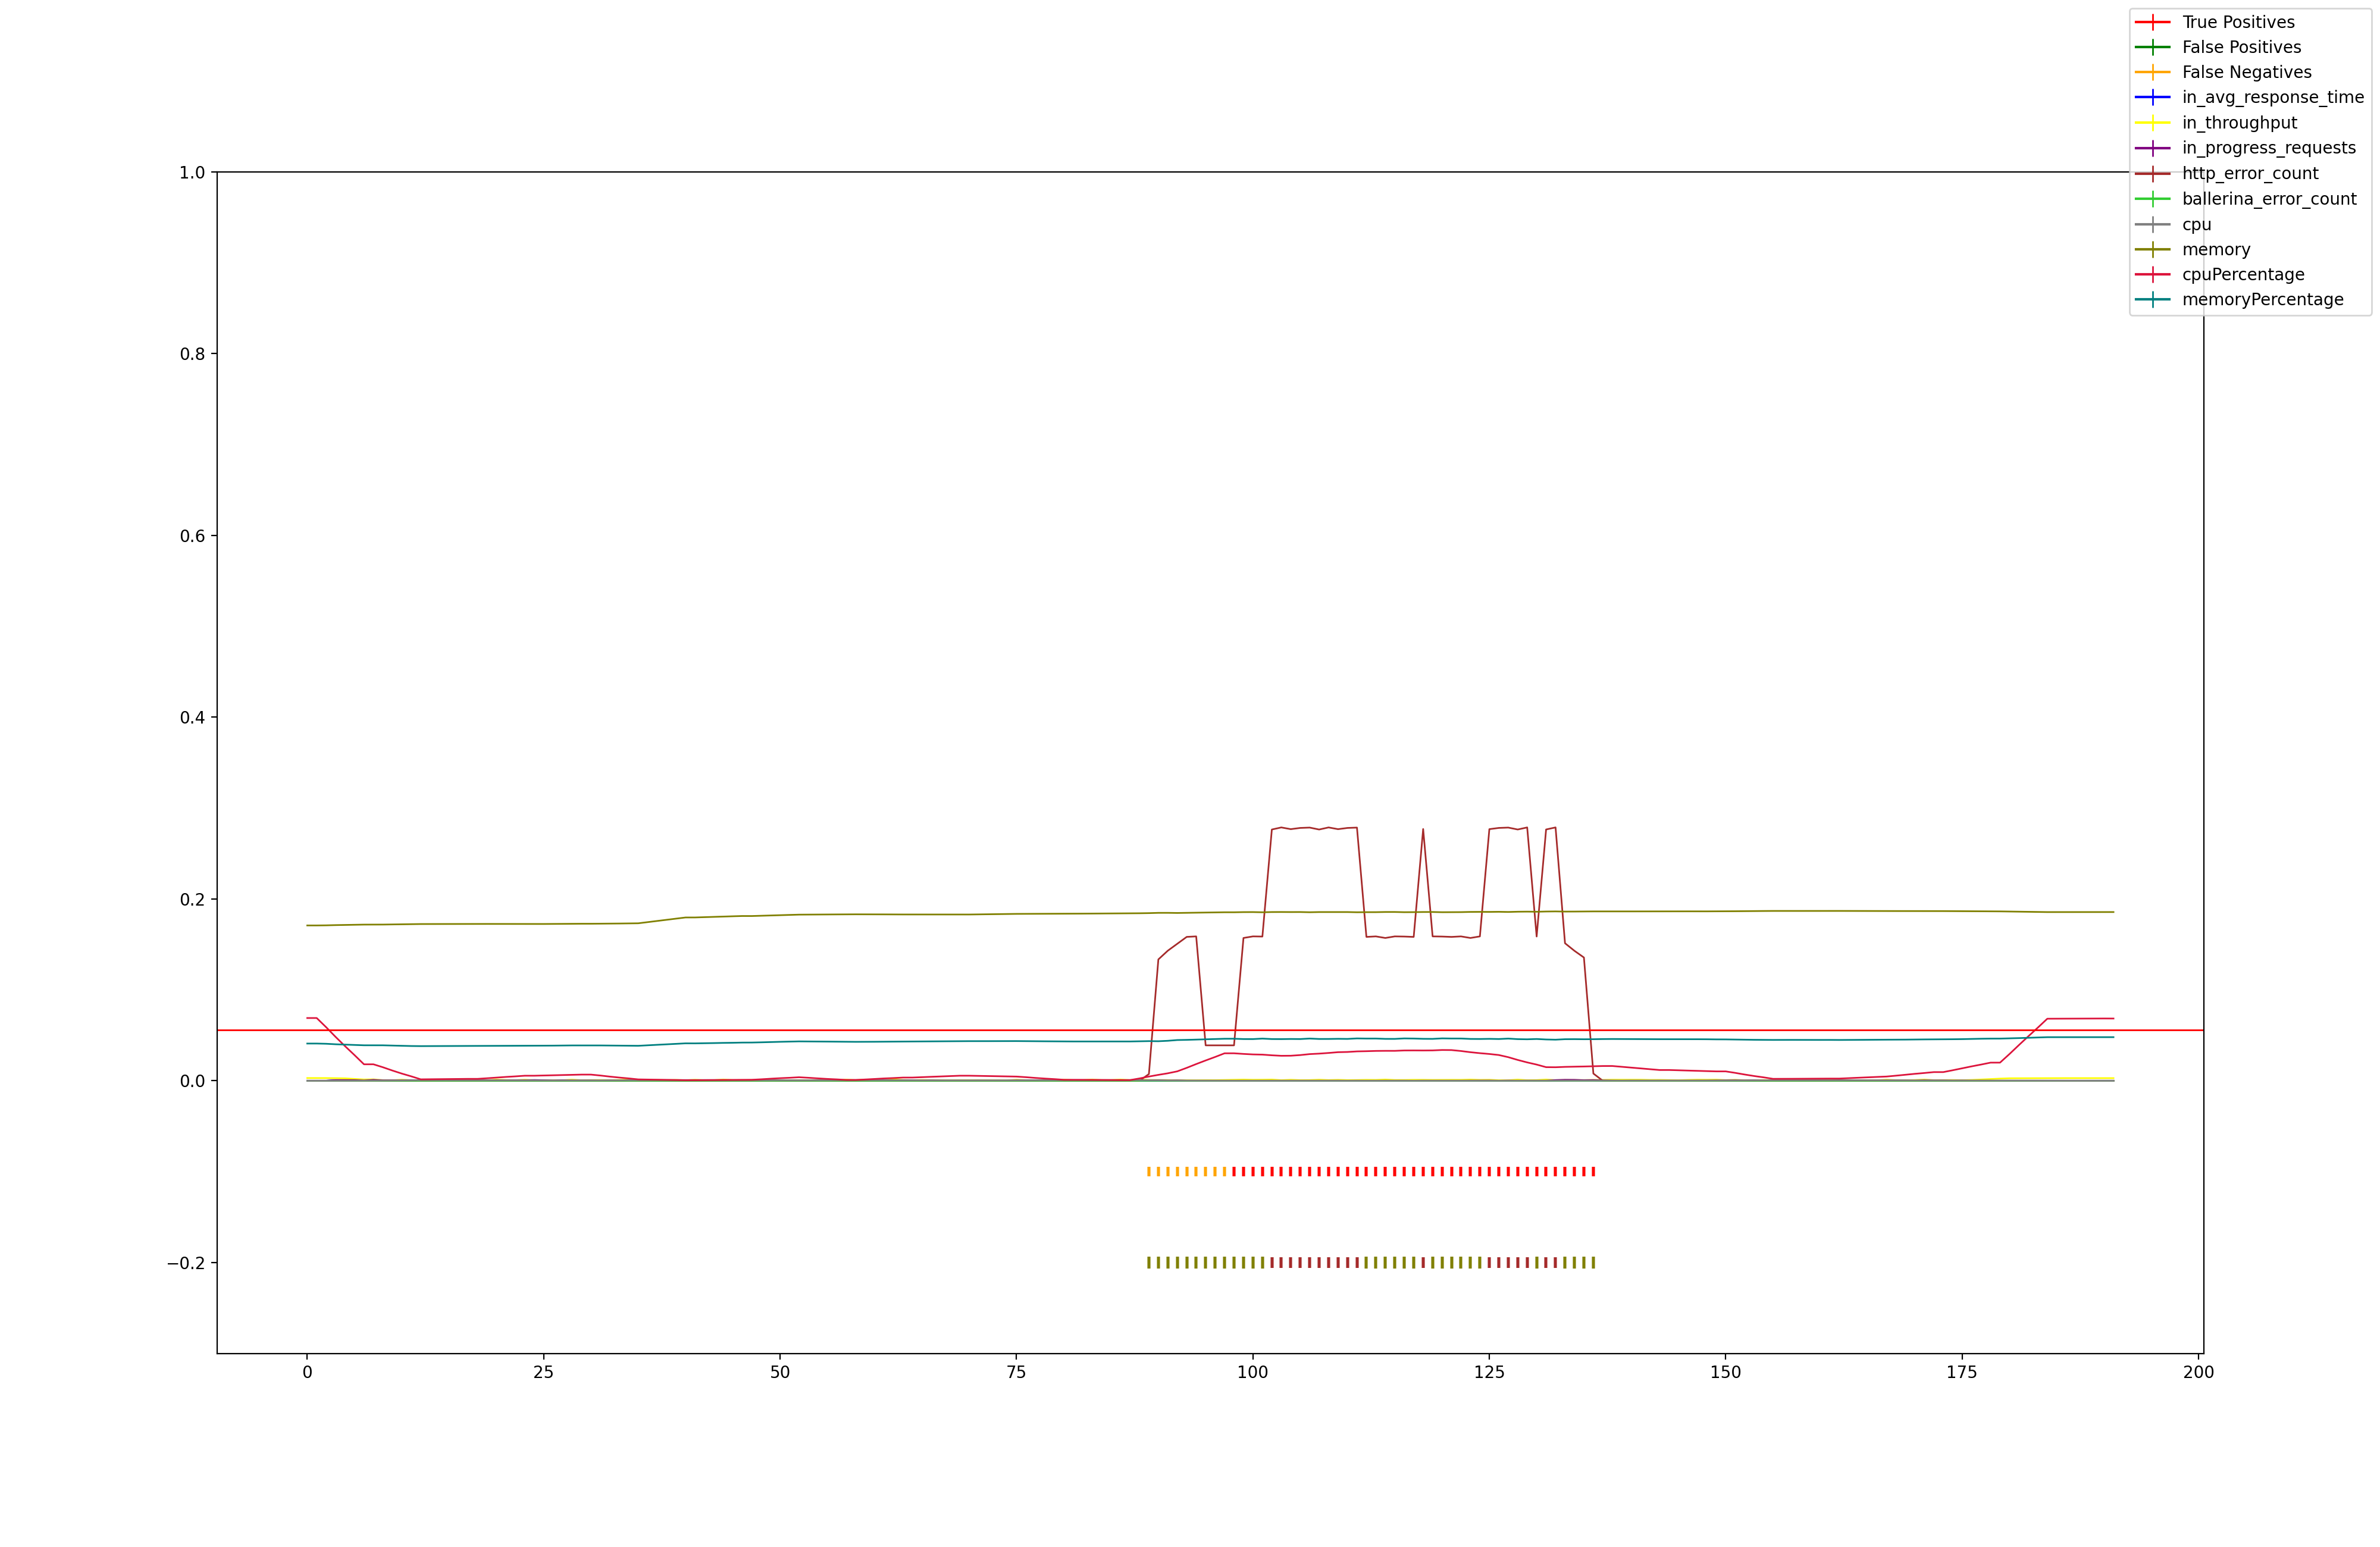 True Positives
False Positives
False Negatives
in_avg_response_time
in_throughput
in_progress_requests
http_error_count
ballerina_error_count
cpu
memory
cpuPercentage
memoryPercentage
1.0
0.8
0.6
0.4
0.2
0.0
−0.2
0 25 50 75 100 125 150 175 200